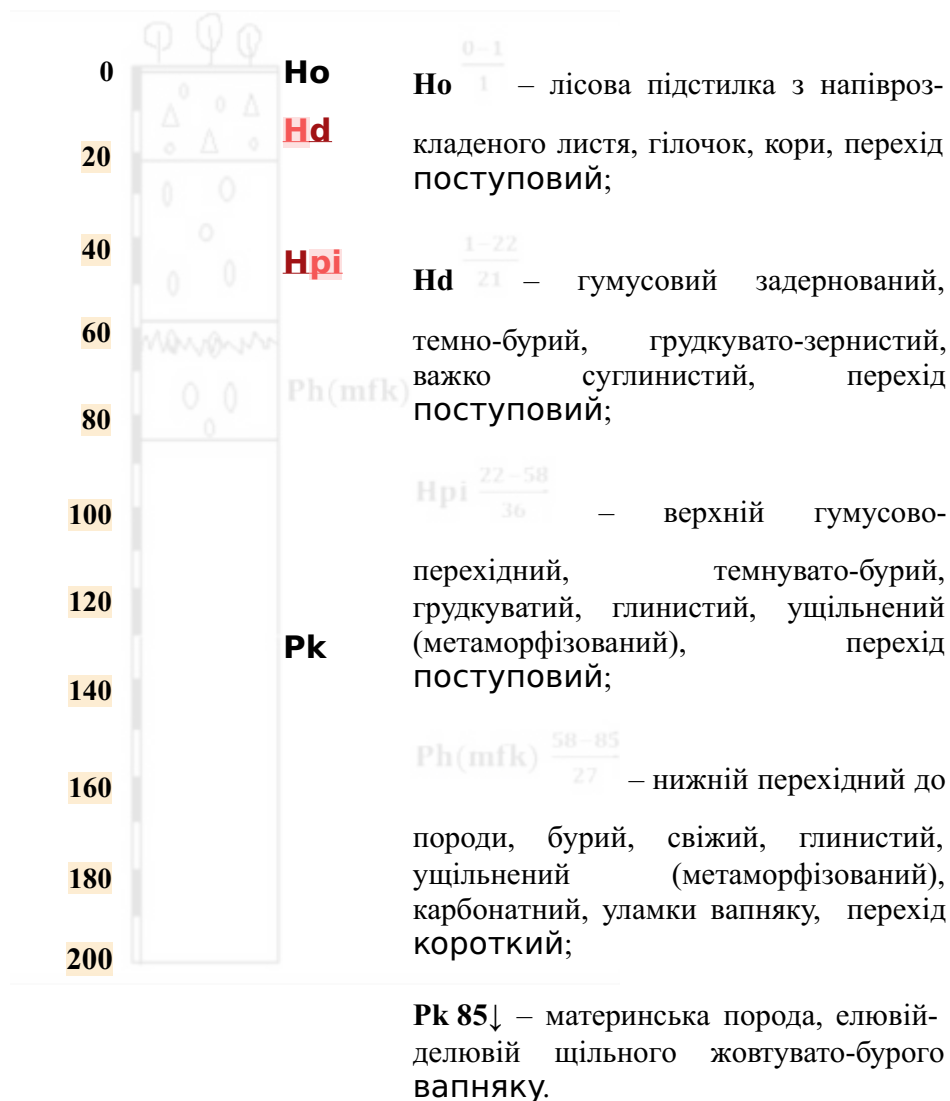 0
20
40
60
80
100
120
140
160
180
200
Ho
Hd
Hpi
Ph(mfk)
Pk
Ho 0–1
1 – лісова підстилка з напівроз-
кладеного листя, гілочок, кори, перехід
поступовий;
1–22
Hd 21 – гумусовий задернований,
темно-бурий, грудкувато-зернистий,
важко суглинистий, перехід
поступовий;
Hpi 22–58
36 – верхній гумусово-
перехідний, темнувато-бурий,
грудкуватий, глинистий, ущільнений
(метаморфізований), перехід
поступовий;
Ph(mfk) 58–85
27 – нижній перехідний до
породи, бурий, свіжий, глинистий,
ущільнений (метаморфізований),
карбонатний, уламки вапняку, перехід
короткий;
Pk 85↓ – материнська порода, елювій-
делювій щільного жовтувато-бурого
вапняку.